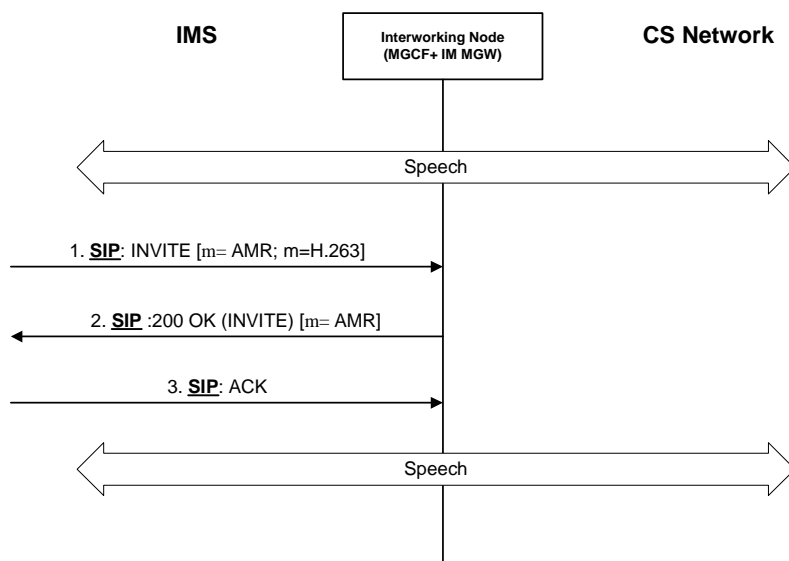 IMS
Interworking Node
(MGCF+ IM MGW)
CS Network
Speech
1. SIP: INVITE [m= AMR; m=H.263]
2. SIP :200 OK (INVITE) [m= AMR]
3. SIP: ACK
Speech